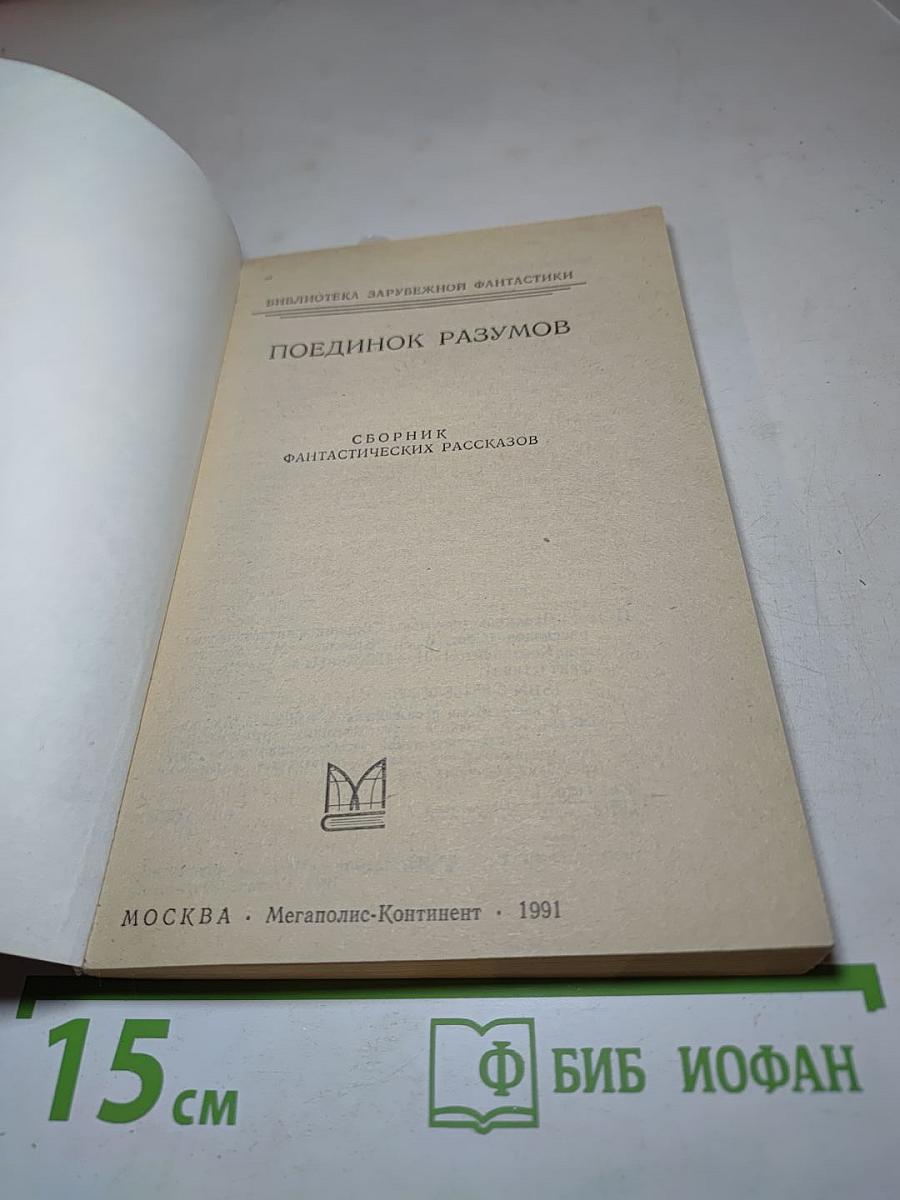 БИБЛИОТЕКА ЗАРУБЕЖНОЙ ФАНТАСТИКИ
ПОЕДИНОК РАЗУМОВ
СБОРНИК
ФАНТАСТИЧЕСКИХ РАССКАЗОВ
МОСКВА · Мегаполис-Континент · 1991
15 см
Ф БИБ ИОФАН